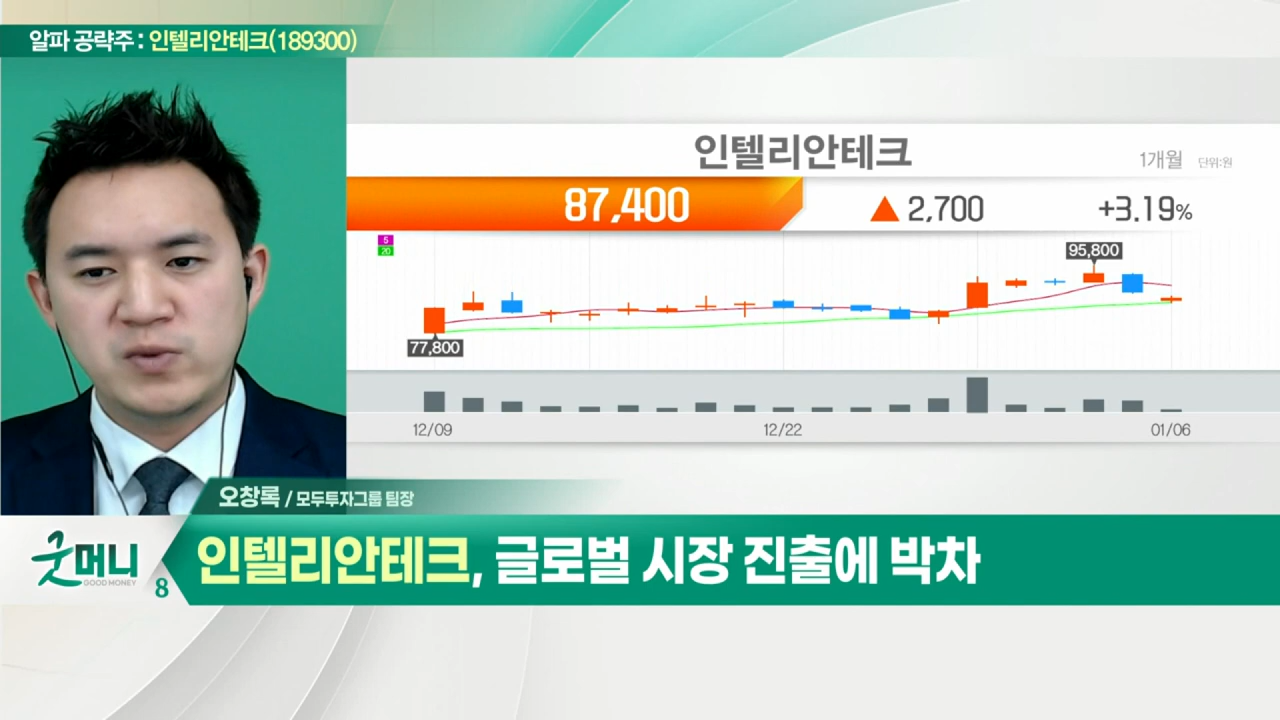 알파 공략주 : 인텔리안테크(189300)
인텔리안테크
1개월 단위:원
87,400 ▲ 2,700 +3.19%
5
20
95,800
77,800
12/09 12/22 01/06
오창록 / 모두투자그룹 팀장
굿머니
GOOD MONEY
8
인텔리안테크, 글로벌 시장 진출에 박차